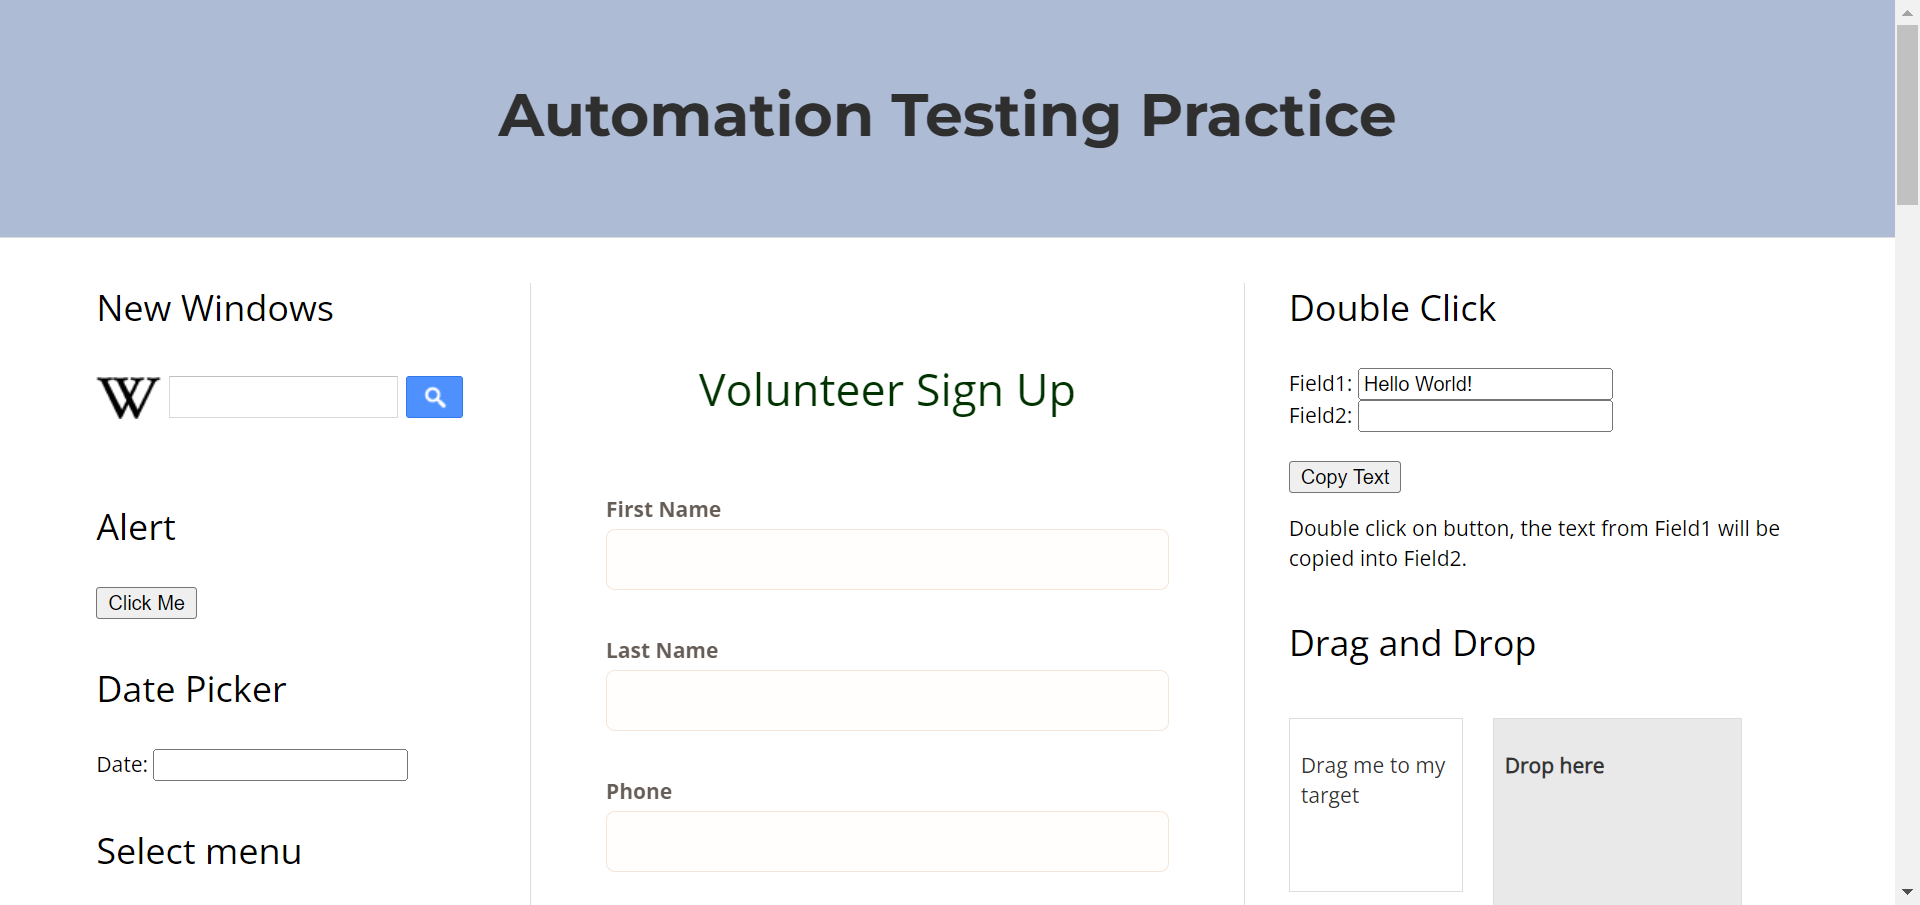 Automation Testing Practice
New Windows
W
Alert
Click Me
Date Picker
Date:
Select menu
Volunteer Sign Up
First Name
Last Name
Phone
Double Click
Field1: Hello World!
Field2:
Copy Text
Double click on button, the text from Field1 will be
copied into Field2.
Drag and Drop
Drag me to my
target
Drop here